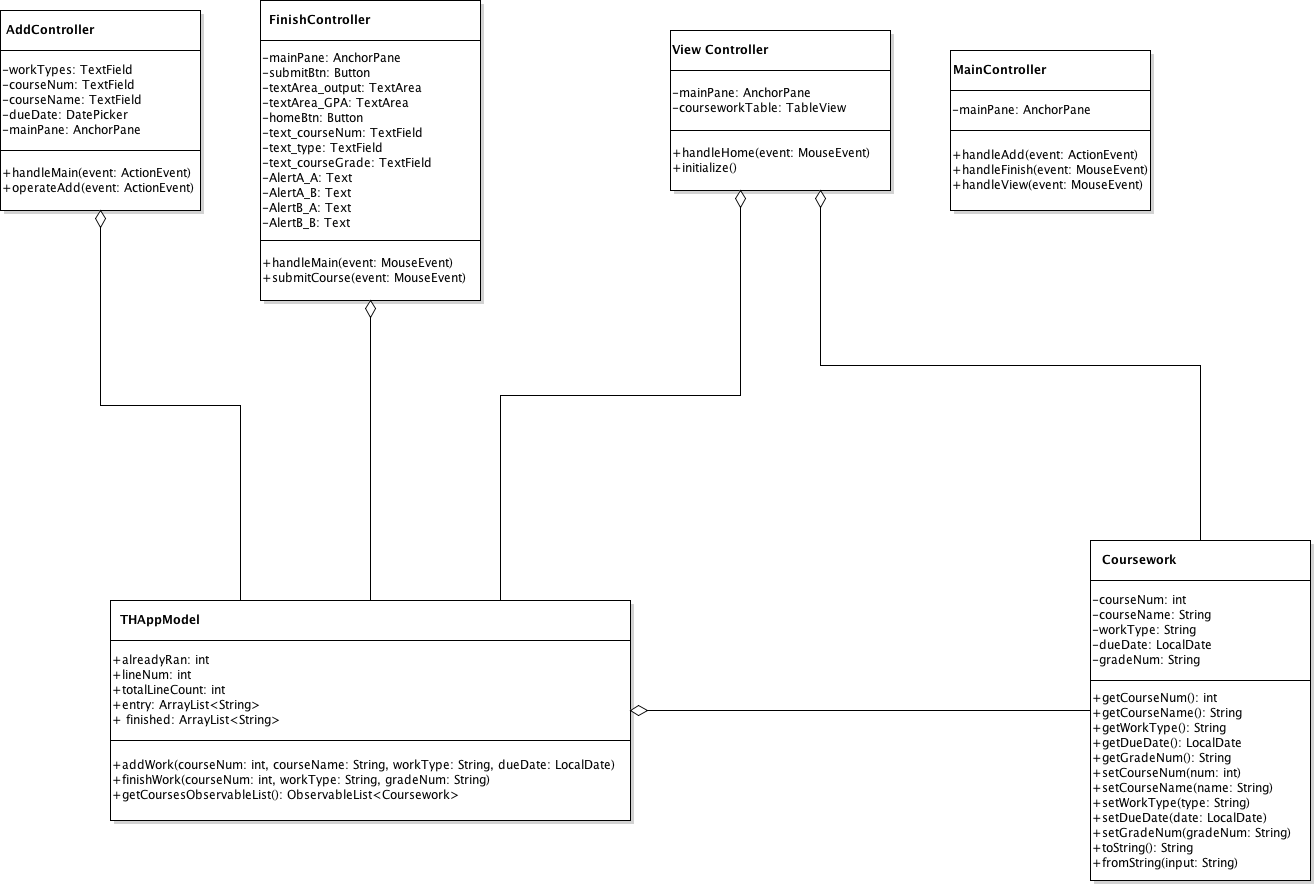 AddController
-workTypes: TextField
-courseNum: TextField
-courseName: TextField
-dueDate: DatePicker
-mainPane: AnchorPane
+handleMain(event: ActionEvent)
+operateAdd(event: ActionEvent)
FinishController
-mainPane: AnchorPane
-submitBtn: Button
-textArea_output: TextArea
-textArea_GPA: TextArea
-homeBtn: Button
-text_courseNum: TextField
-text_type: TextField
-text_courseGrade: TextField
-AlertA_A: Text
-AlertA_B: Text
-AlertB_A: Text
-AlertB_B: Text
+handleMain(event: MouseEvent)
+submitCourse(event: MouseEvent)
View Controller
-mainPane: AnchorPane
-courseworkTable: TableView
+handleHome(event: MouseEvent)
+initialize()
MainController
-mainPane: AnchorPane
+handleAdd(event: ActionEvent)
+handleFinish(event: MouseEvent)
+handleView(event: MouseEvent)
THAppModel
+alreadyRan: int
+lineNum: int
+totalLineCount: int
+entry: ArrayList<String>
+ finished: ArrayList<String>
+addWork(courseNum: int, courseName: String, workType: String, dueDate: LocalDate)
+finishWork(courseNum: int, workType: String, gradeNum: String)
+getCoursesObservableList(): ObservableList<Coursework>
Coursework
-courseNum: int
-courseName: String
-workType: String
-dueDate: LocalDate
-gradeNum: String
+getCourseNum(): int
+getCourseName(): String
+getWorkType(): String
+getDueDate(): LocalDate
+getGradeNum(): String
+setCourseNum(num: int)
+setCourseName(name: String)
+setWorkType(type: String)
+setDueDate(date: LocalDate)
+setGradeNum(gradeNum: String)
+toString(): String
+fromString(input: String)